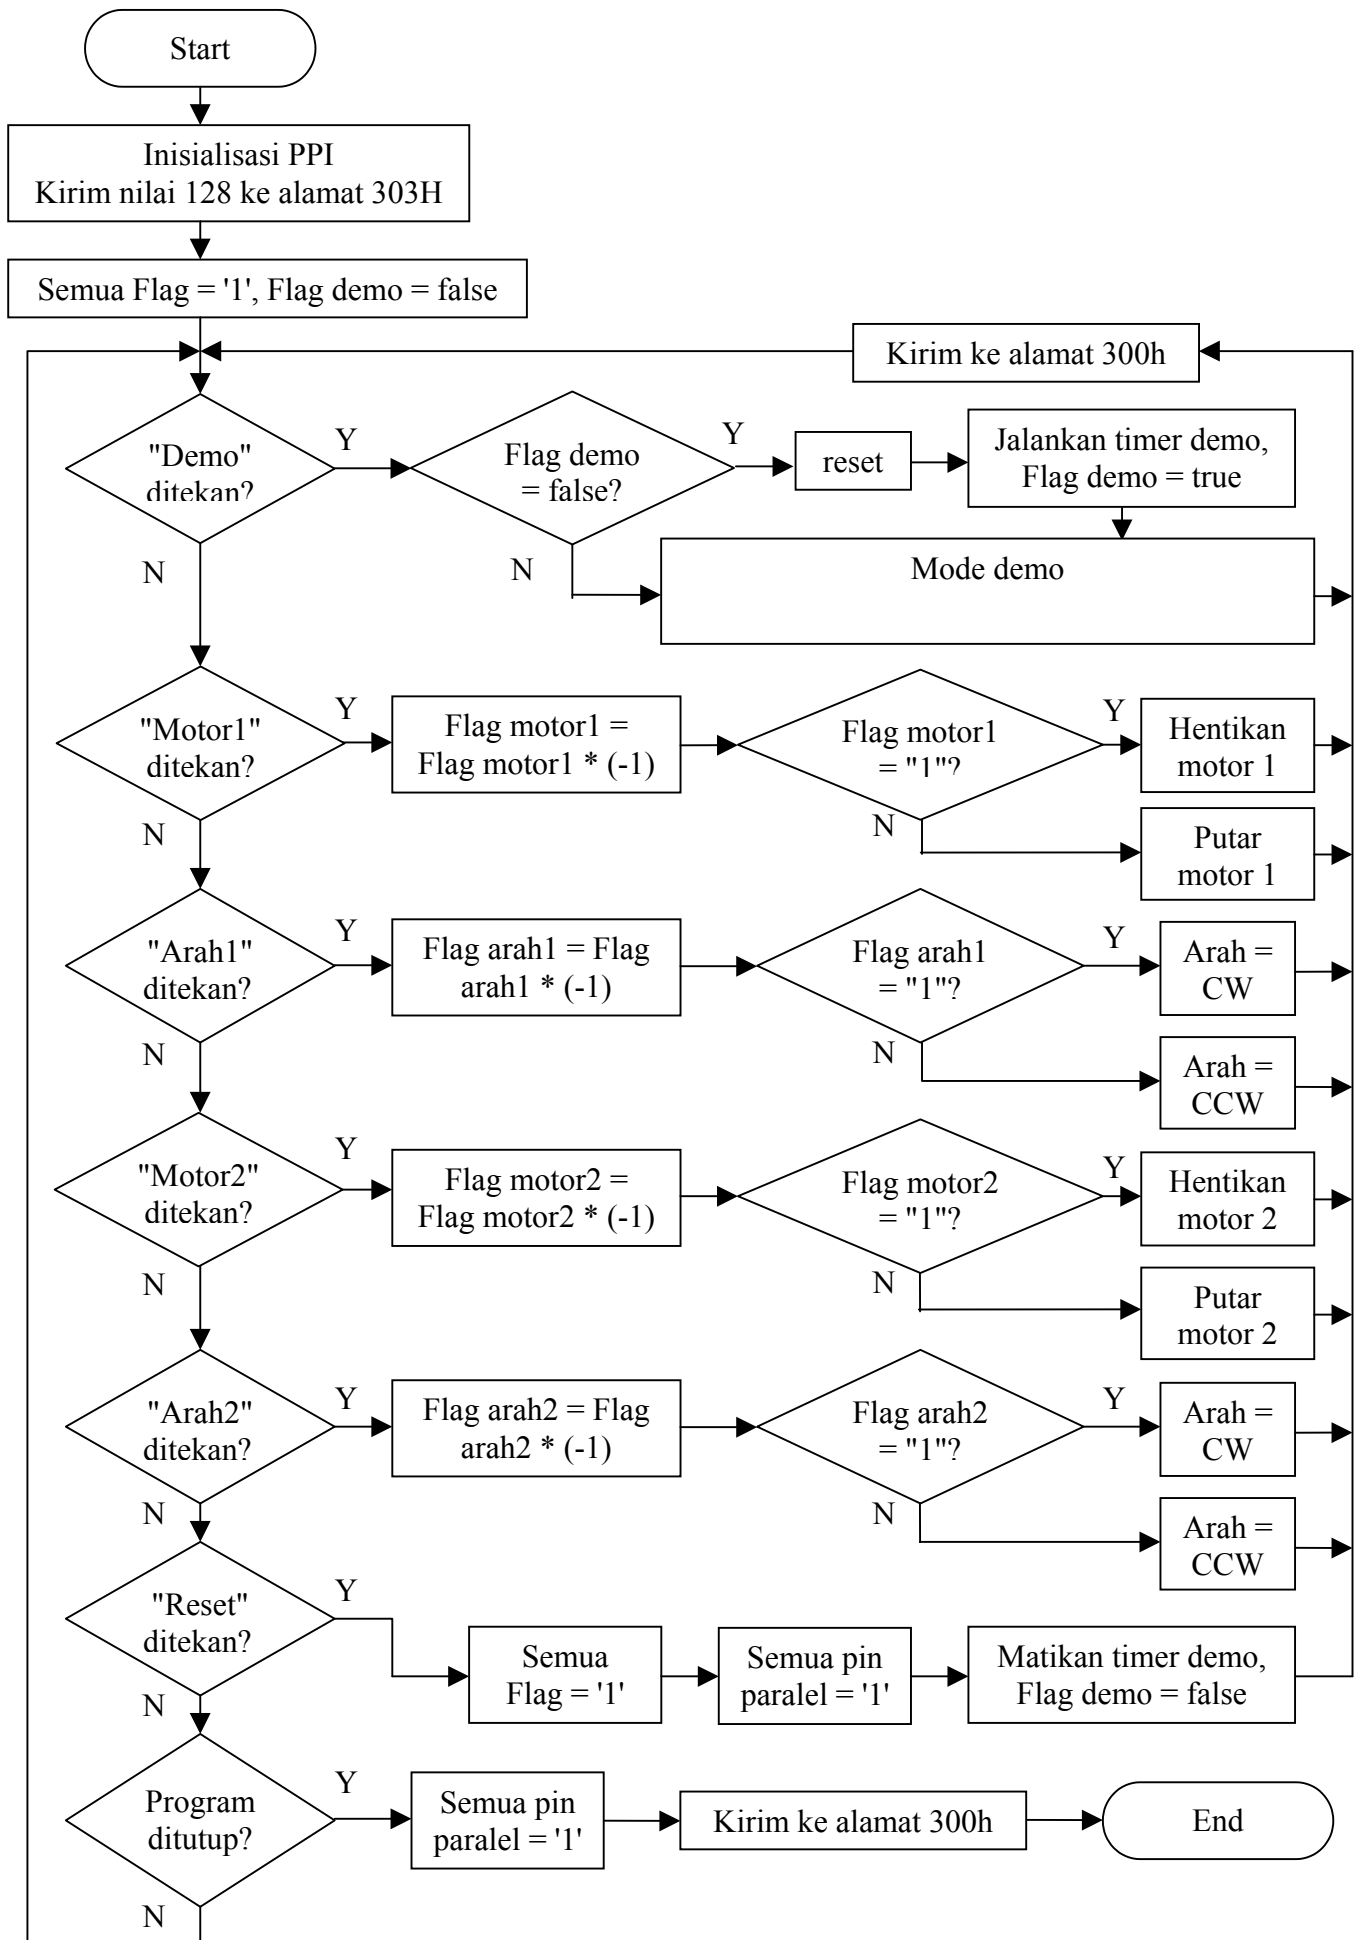 Start
Inisialisasi PPI
Kirim nilai 128 ke alamat 303H
Semua Flag = '1', Flag demo = false
Kirim ke alamat 300h
"Demo"
ditekan?
Y
N
Flag demo
= false?
Y
N
reset
Jalankan timer demo,
Flag demo = true
Mode demo
"Motor1"
ditekan?
Y
N
Flag motor1 =
Flag motor1 * (-1)
Flag motor1
= "1"?
Y
N
Hentikan
motor 1
Putar
motor 1
"Arah1"
ditekan?
Y
N
Flag arah1 = Flag
arah1 * (-1)
Flag arah1
= "1"?
Y
N
Arah =
CW
Arah =
CCW
"Motor2"
ditekan?
Y
N
Flag motor2 =
Flag motor2 * (-1)
Flag motor2
= "1"?
Y
N
Hentikan
motor 2
Putar
motor 2
"Arah2"
ditekan?
Y
N
Flag arah2 = Flag
arah2 * (-1)
Flag arah2
= "1"?
Y
N
Arah =
CW
Arah =
CCW
"Reset"
ditekan?
Y
N
Semua
Flag = '1'
Semua pin
paralel = '1'
Matikan timer demo,
Flag demo = false
Program
ditutup?
Y
N
Semua pin
paralel = '1'
Kirim ke alamat 300h
End